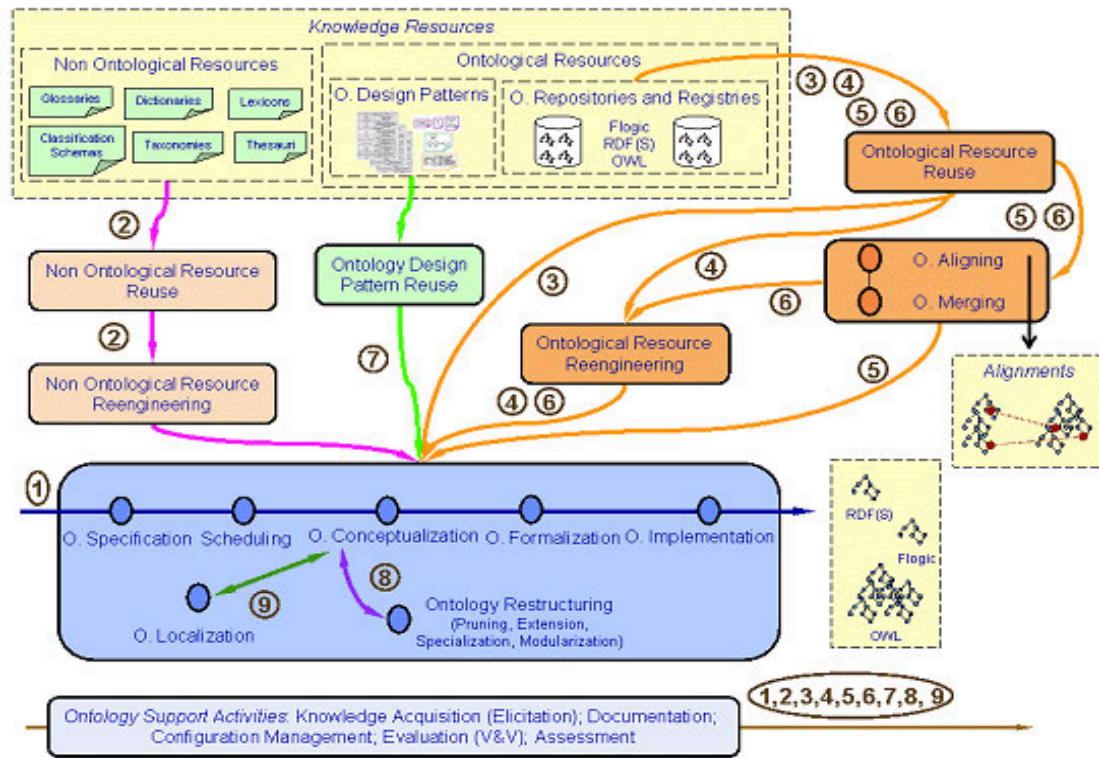 Knowledge Resources
Non Ontological Resources
Glossaries
Dictionaries
Lexicons
Classification
Schemas
Taxonomies
Thesauri
Ontological Resources
O. Design Patterns
O. Repositories and Registries
Flogic
RDF(S)
OWL
3 4
5 6
Ontological Resource
Reuse
5 6
2
Non Ontological Resource
Reuse
2
Non Ontological Resource
Reengineering
Ontology Design
Pattern Reuse
7
3
4
6
O. Aligning
O. Merging
Ontological Resource
Reengineering
4 6
5
Alignments
1
O. Specification
Scheduling
O. Conceptualization
O. Formalization
O. Implementation
9
8
O. Localization
Ontology Restructuring
(Pruning, Extension,
Specialization, Modularization)
RDF(S)
Flogic
OWL
1,2,3,4,5,6,7,8, 9
Ontology Support Activities: Knowledge Acquisition (Elicitation); Documentation;
Configuration Management; Evaluation (V&V); Assessment